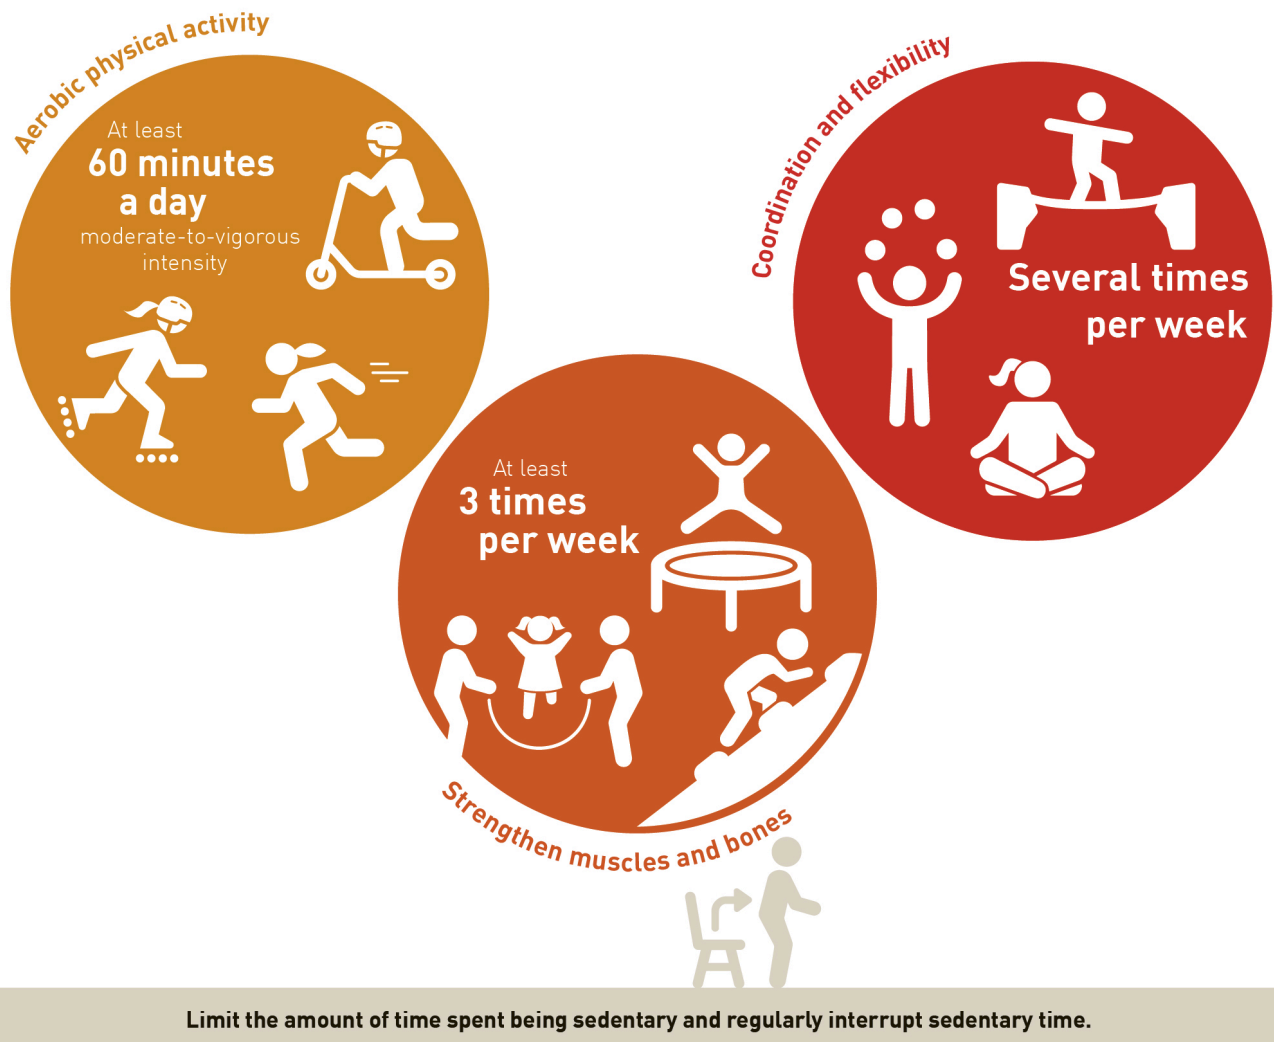 Aerobic physical activity
At least
60 minutes
a day
moderate-to-vigorous
intensity
Coordination and flexibility
Several times
per week
At least
3 times
per week
Strengthen muscles and bones
Limit the amount of time spent being sedentary and regularly interrupt sedentary time.